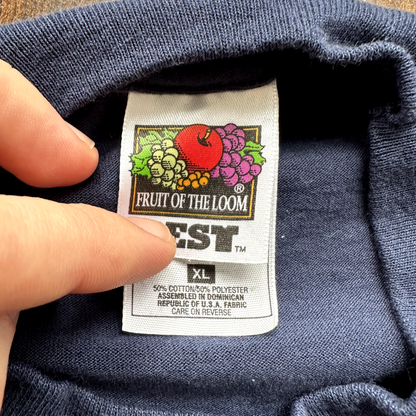 FRUIT OF THE LOOM®
EST™
XL
50% COTTON/50% POLYESTER
ASSEMBLED IN DOMINICAN
REPUBLIC OF U.S.A. FABRIC
CARE ON REVERSE